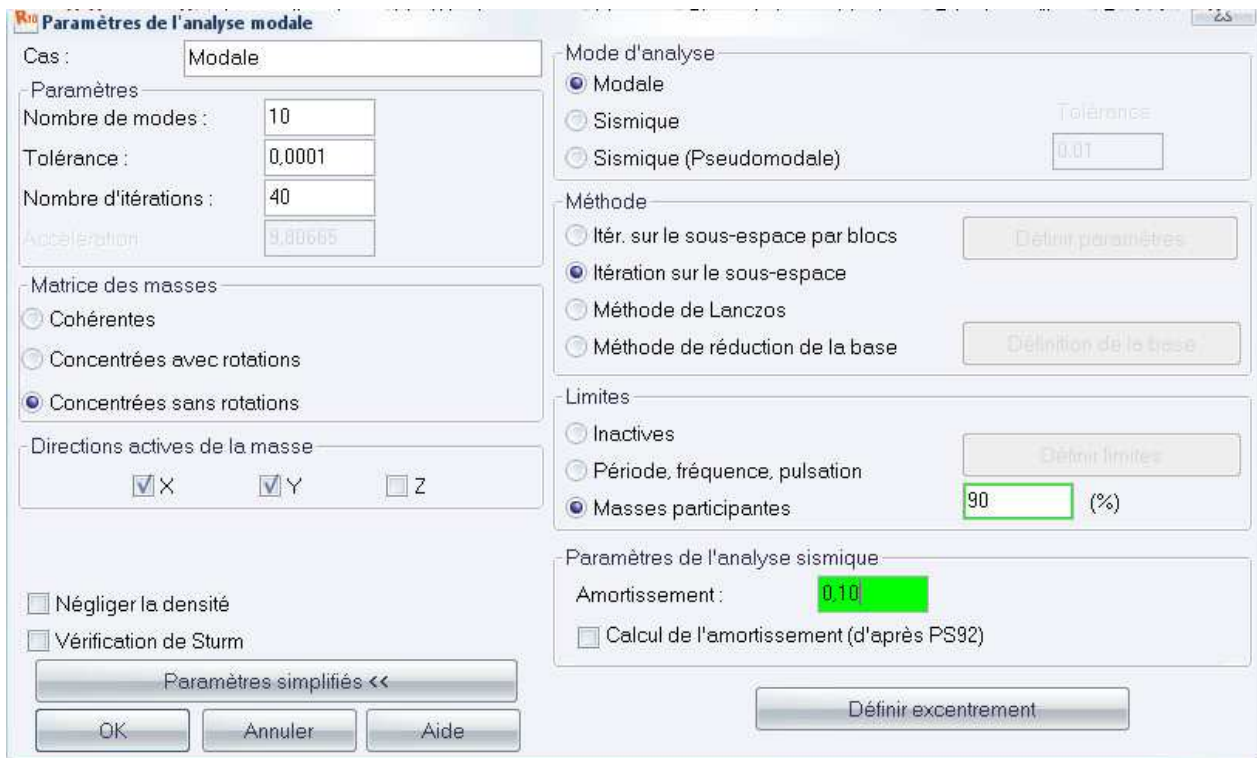 Paramètres de l'analyse modale
Cas : Modale
Paramètres
Nombre de modes : 10
Tolérance : 0,0001
Nombre d'itérations : 40
Acceleration 9,80665
Matrice des masses
Cohérentes
Concentrées avec rotations
Concentrées sans rotations
Directions actives de la masse
X Y Z
Négliger la densité
Vérification de Sturm
Paramètres simplifiés <<
OK Annuler Aide
Mode d'analyse
Modale
Sismique
Tolérance
Sismique (Pseudomodale) 0.01
Méthode
Itér. sur le sous-espace par blocs Définir paramètres
Itération sur le sous-espace
Méthode de Lanczos
Méthode de réduction de la base Définition de la base
Limites
Inactives
Définir limites
Période, fréquence, pulsation
Masses participantes 90 (%)
Paramètres de l'analyse sismique
Amortissement : 0,10
Calcul de l'amortissement (d'après PS92)
Définir excentrement